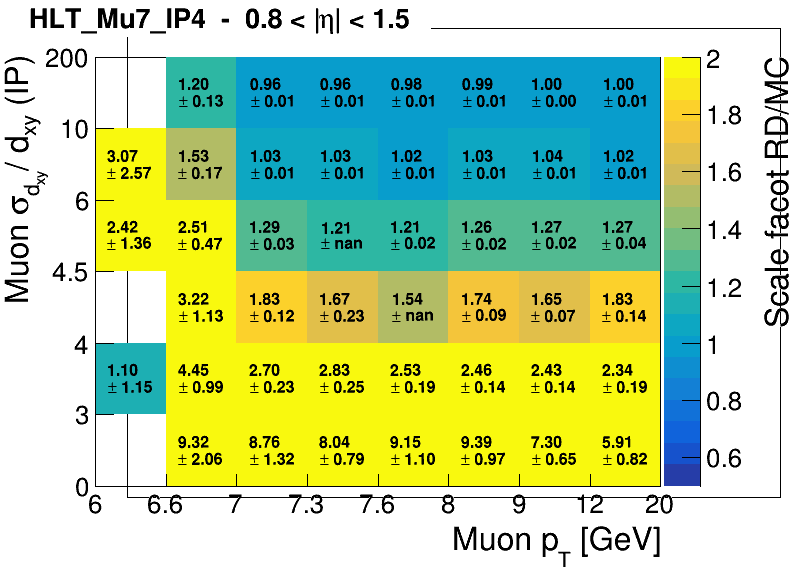 HLT_Mu7_IP4 - 0.8 < |η| < 1.5
Muon σ_{d_{xy}} / d_{xy} (IP)
200
10
6
4.5
4
3
0
1.20 0.96 0.96 0.98 0.99 1.00 1.00
± 0.13 ± 0.01 ± 0.01 ± 0.01 ± 0.01 ± 0.00 ± 0.01
3.07 1.53 1.03 1.03 1.02 1.03 1.04 1.02
± 2.57 ± 0.17 ± 0.01 ± 0.01 ± 0.01 ± 0.01 ± 0.01 ± 0.01
2.42 2.51 1.29 1.21 1.21 1.26 1.27 1.27
± 1.36 ± 0.47 ± 0.03 ± nan ± 0.02 ± 0.02 ± 0.02 ± 0.04
3.22 1.83 1.67 1.54 1.74 1.65 1.83
± 1.13 ± 0.12 ± 0.23 ± nan ± 0.09 ± 0.07 ± 0.14
1.10 4.45 2.70 2.83 2.53 2.46 2.43 2.34
± 1.15 ± 0.99 ± 0.23 ± 0.25 ± 0.19 ± 0.14 ± 0.14 ± 0.19
9.32 8.76 8.04 9.15 9.39 7.30 5.91
± 2.06 ± 1.32 ± 0.79 ± 1.10 ± 0.97 ± 0.65 ± 0.82
6 6.6 7 7.3 7.6 8 9 12 20
Muon p_T [GeV]
2
1.8
1.6
1.4
1.2
1
0.8
0.6
Scale facot RD/MC